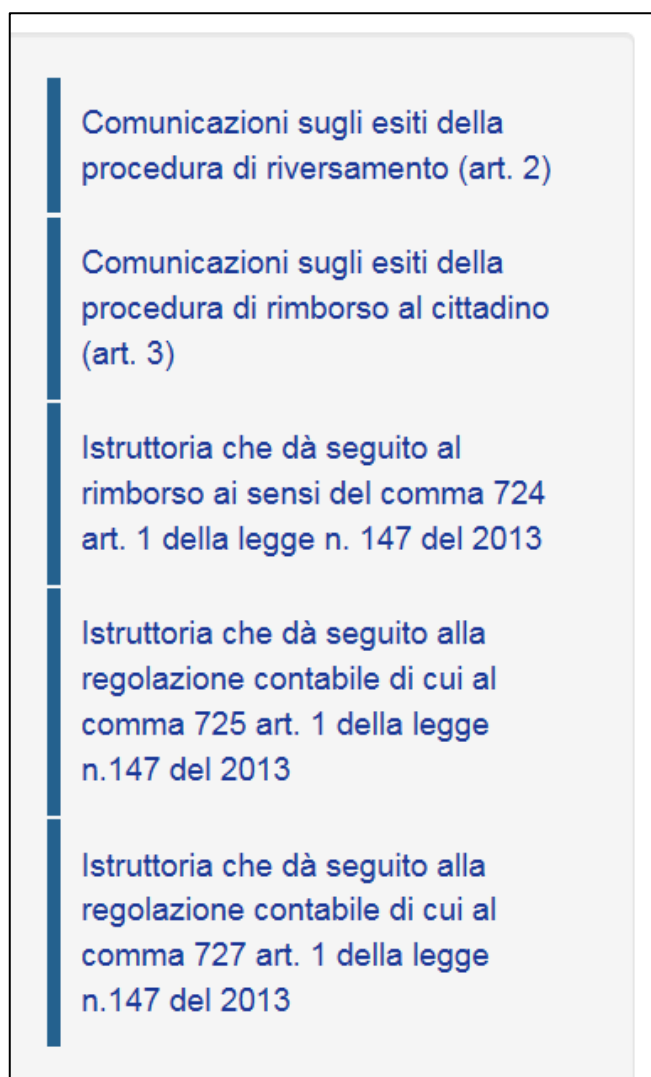 Comunicazioni sugli esiti della
procedura di riversamento (art. 2)
Comunicazioni sugli esiti della
procedura di rimborso al cittadino
(art. 3)
Istruttoria che dà seguito al
rimborso ai sensi del comma 724
art. 1 della legge n. 147 del 2013
Istruttoria che dà seguito alla
regolazione contabile di cui al
comma 725 art. 1 della legge
n.147 del 2013
Istruttoria che dà seguito alla
regolazione contabile di cui al
comma 727 art. 1 della legge
n.147 del 2013